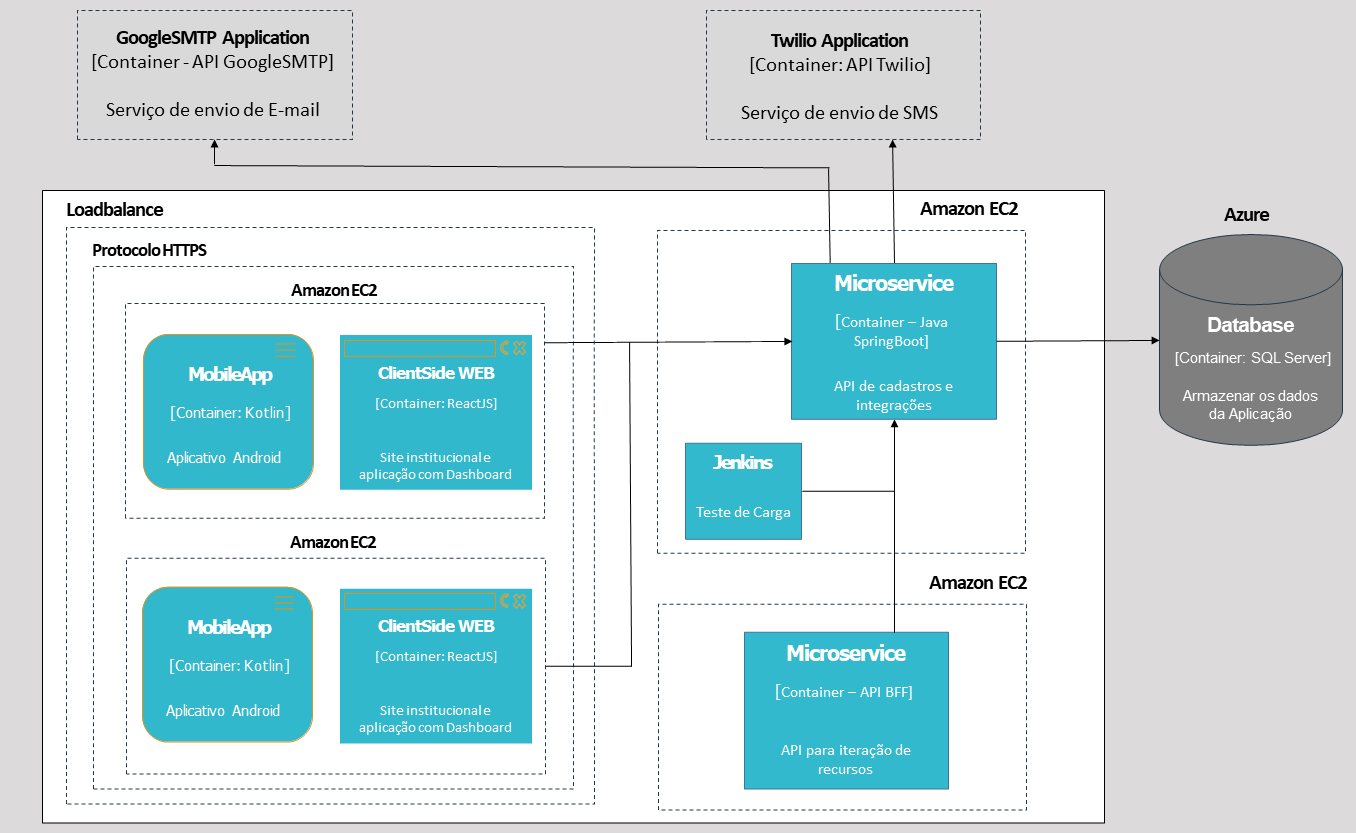 GoogleSMTP Application
[Container - API GoogleSMTP]
Serviço de envio de E-mail
Twilio Application
[Container: API Twilio]
Serviço de envio de SMS
Loadbalance
Protocolo HTTPS
Amazon EC2
MobileApp
[Container: Kotlin]
Aplicativo Android
ClientSide WEB
[Container: ReactJS]
Site institucional e
aplicação com Dashboard
Amazon EC2
MobileApp
[Container: Kotlin]
Aplicativo Android
ClientSide WEB
[Container: ReactJS]
Site institucional e
aplicação com Dashboard
Amazon EC2
Microservice
[Container – Java
SpringBoot]
API de cadastros e
integrações
Jenkins
Teste de Carga
Amazon EC2
Microservice
[Container – API BFF]
API para iteração de
recursos
Azure
Database
[Container: SQL Server]
Armazenar os dados
da Aplicação